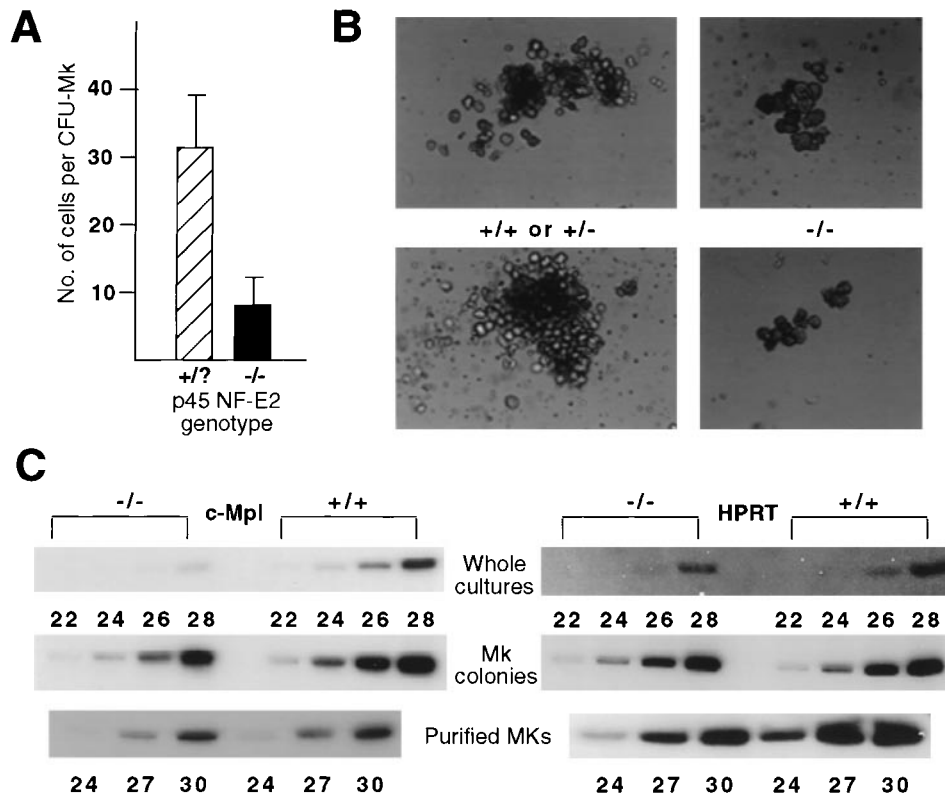 A
No. of cells per CFU-Mk
40
30
20
10
+/? -/-
p45 NF-E2
genotype
B
+/+ or +/- -/-
C
-/- c-Mpl +/+ -/- HPRT +/+
Whole
cultures
22 24 26 28 22 24 26 28 22 24 26 28 22 24 26 28
Mk
colonies
Purified MKs
24 27 30 24 27 30 24 27 30 24 27 30